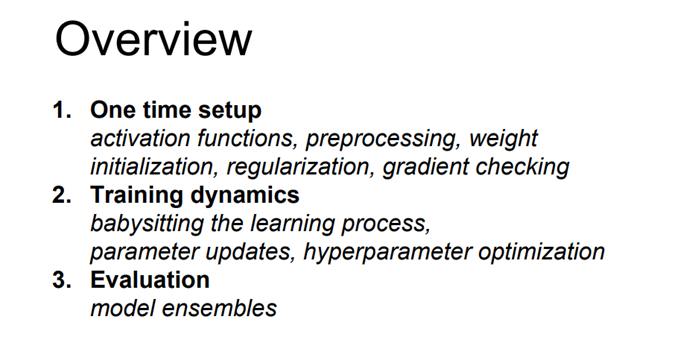 Overview
1. One time setup
activation functions, preprocessing, weight
initialization, regularization, gradient checking
2. Training dynamics
babysitting the learning process,
parameter updates, hyperparameter optimization
3. Evaluation
model ensembles